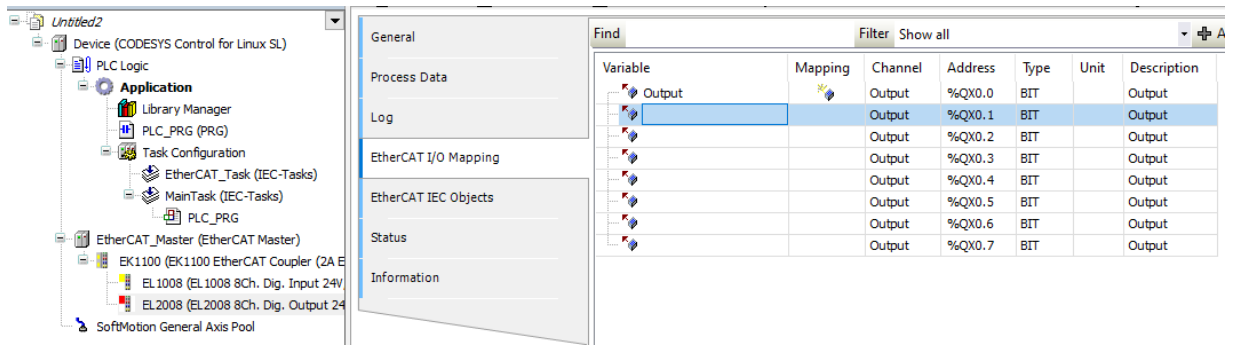 Untitled2
Device (CODESYS Control for Linux SL)
PLC Logic
Application
Library Manager
PLC_PRG (PRG)
Task Configuration
EtherCAT_Task (IEC-Tasks)
MainTask (IEC-Tasks)
PLC_PRG
EtherCAT_Master (EtherCAT Master)
EK1100 (EK1100 EtherCAT Coupler (2A E
EL1008 (EL1008 8Ch. Dig. Input 24V,
EL2008 (EL2008 8Ch. Dig. Output 24
SoftMotion General Axis Pool
General
Process Data
Log
EtherCAT I/O Mapping
EtherCAT IEC Objects
Status
Information
Find Filter Show all A
Variable Mapping Channel Address Type Unit Description
Output Output %QX0.0 BIT Output
Output %QX0.1 BIT Output
Output %QX0.2 BIT Output
Output %QX0.3 BIT Output
Output %QX0.4 BIT Output
Output %QX0.5 BIT Output
Output %QX0.6 BIT Output
Output %QX0.7 BIT Output